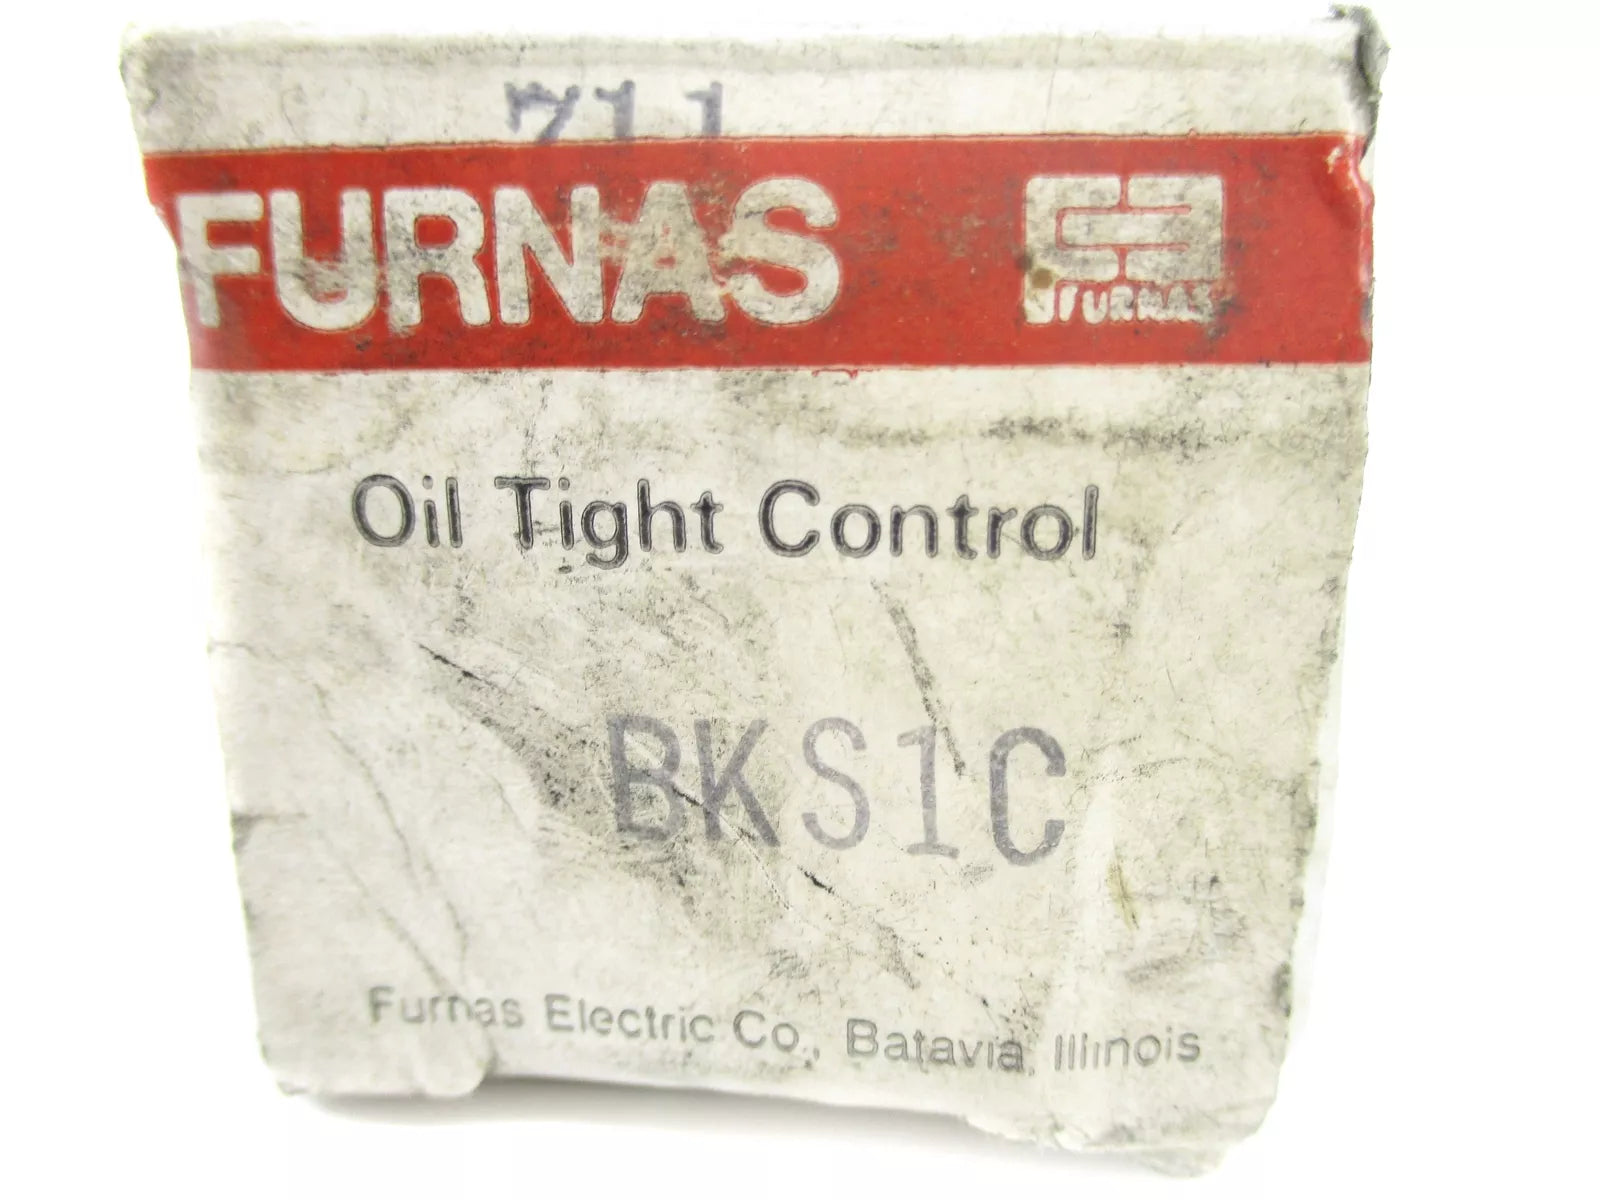 711
FURNAS
FURNAS
Oil Tight Control
BKS1C
Furnas Electric Co., Batavia, Illinois